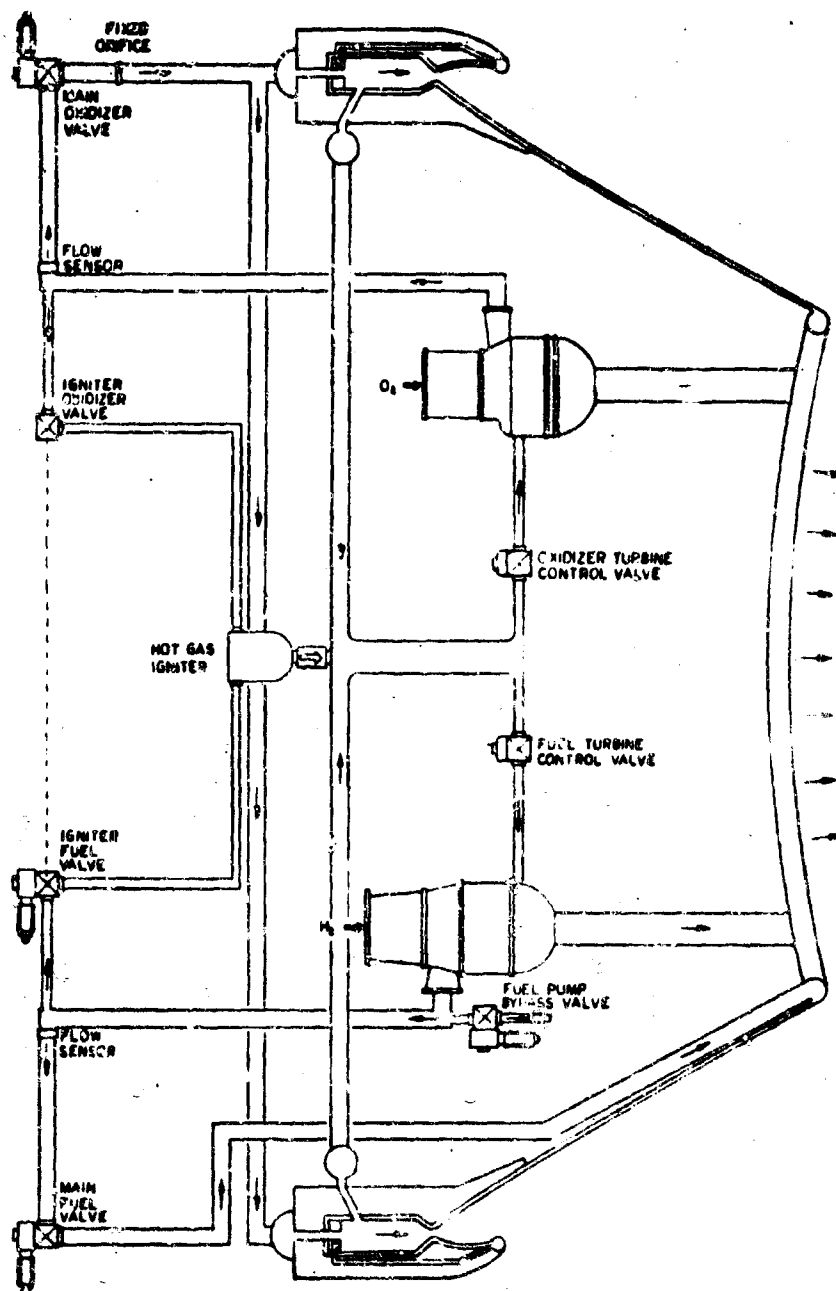 FIXED
ORIFICE
MAIN
OXIDIZER
VALVE
FLOW
SENSOR
IGNITER
OXIDIZER
VALVE
O₂
OXIDIZER TURBINE
CONTROL VALVE
HOT GAS
IGNITER
FUEL TURBINE
CONTROL VALVE
IGNITER
FUEL
VALVE
H₂
FUEL PUMP
BYPASS VALVE
FLOW
SENSOR
MAIN
FUEL
VALVE